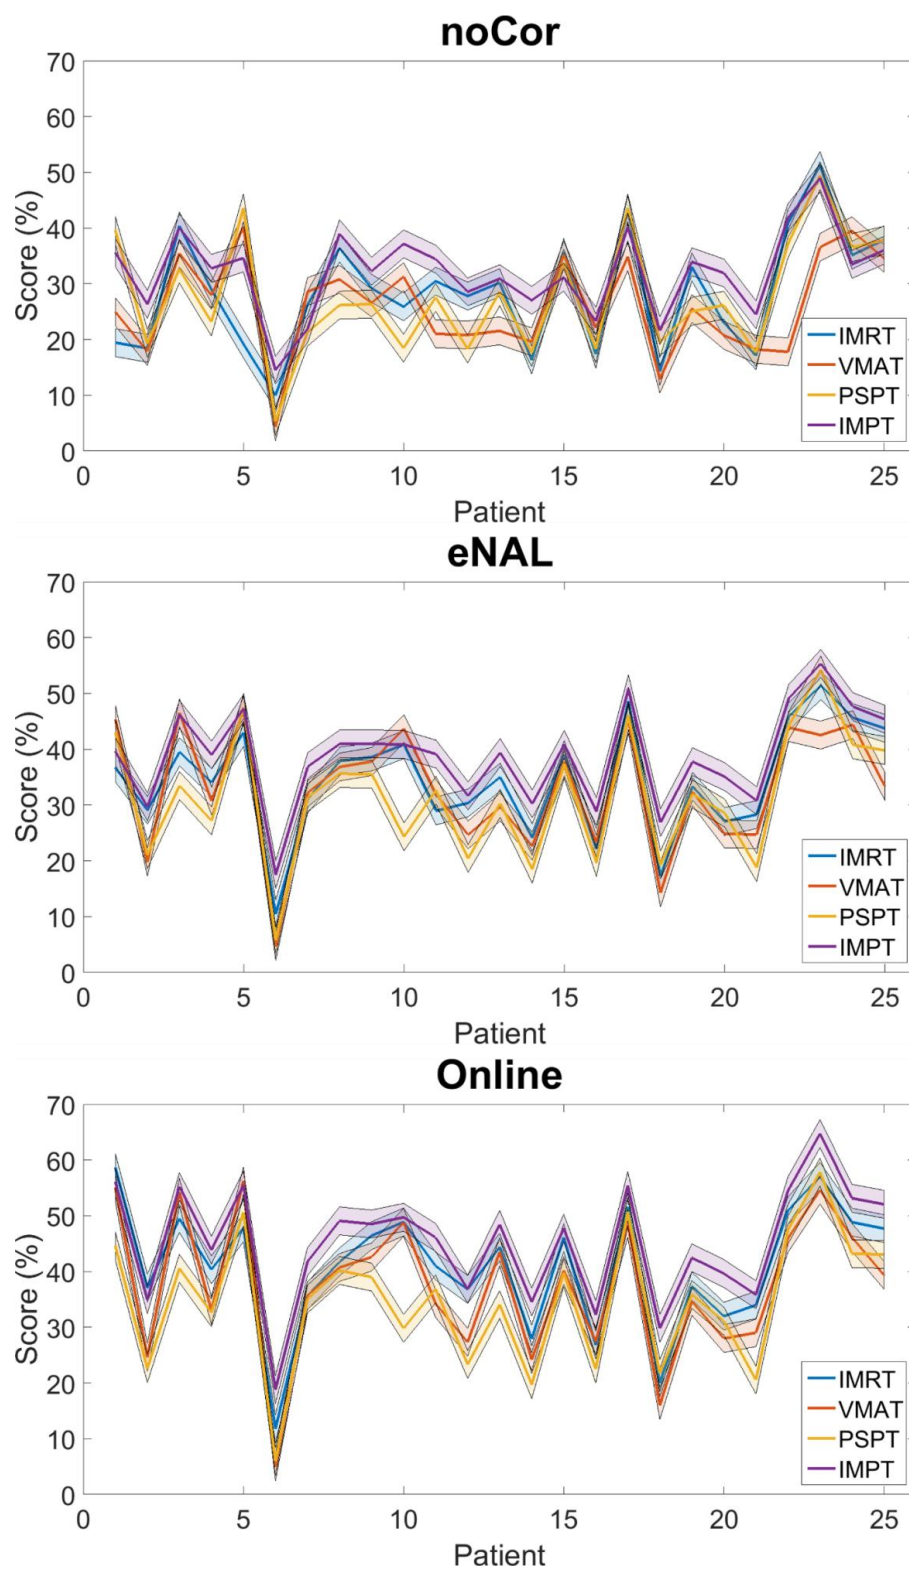 noCor
70
60
50
40
30
20
10
0
Score (%)
0 5 10 15 20 25
Patient
IMRT
VMAT
PSPT
IMPT
eNAL
70
60
50
40
30
20
10
0
Score (%)
0 5 10 15 20 25
Patient
IMRT
VMAT
PSPT
IMPT
Online
70
60
50
40
30
20
10
0
Score (%)
0 5 10 15 20 25
Patient
IMRT
VMAT
PSPT
IMPT